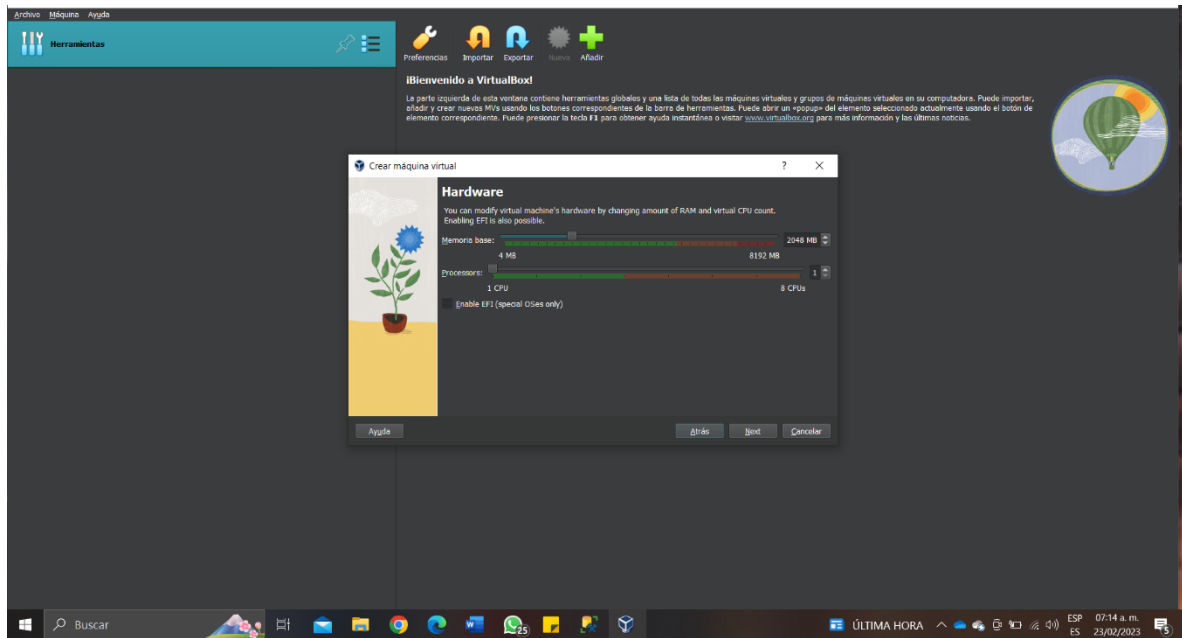 Archivo Máquina Ayuda
Herramientas
Preferencias Importar Exportar Nueva Añadir
¡Bienvenido a VirtualBox!
La parte izquierda de esta ventana contiene herramientas globales y una lista de todas las máquinas virtuales y grupos de máquinas virtuales en su computadora. Puede importar,
añadir y crear nuevas MVs usando los botones correspondientes de la barra de herramientas. Puede abrir un «popup» del elemento seleccionado actualmente usando el botón de
elemento correspondiente. Puede presionar la tecla F1 para obtener ayuda instantánea o visitar www.virtualbox.org para más información y las últimas noticias.
Crear máquina virtual ?
Hardware
You can modify virtual machine's hardware by changing amount of RAM and virtual CPU count.
Enabling EFI is also possible.
Memoria base: 2048 MB
4 MB 8192 MB
Processors: 1
1 CPU 8 CPUs
Enable EFI (special OSes only)
Ayuda Atrás Next Cancelar
Buscar 25 ÚLTIMA HORA ESP 07:14 a. m.
ES 23/02/2023 5